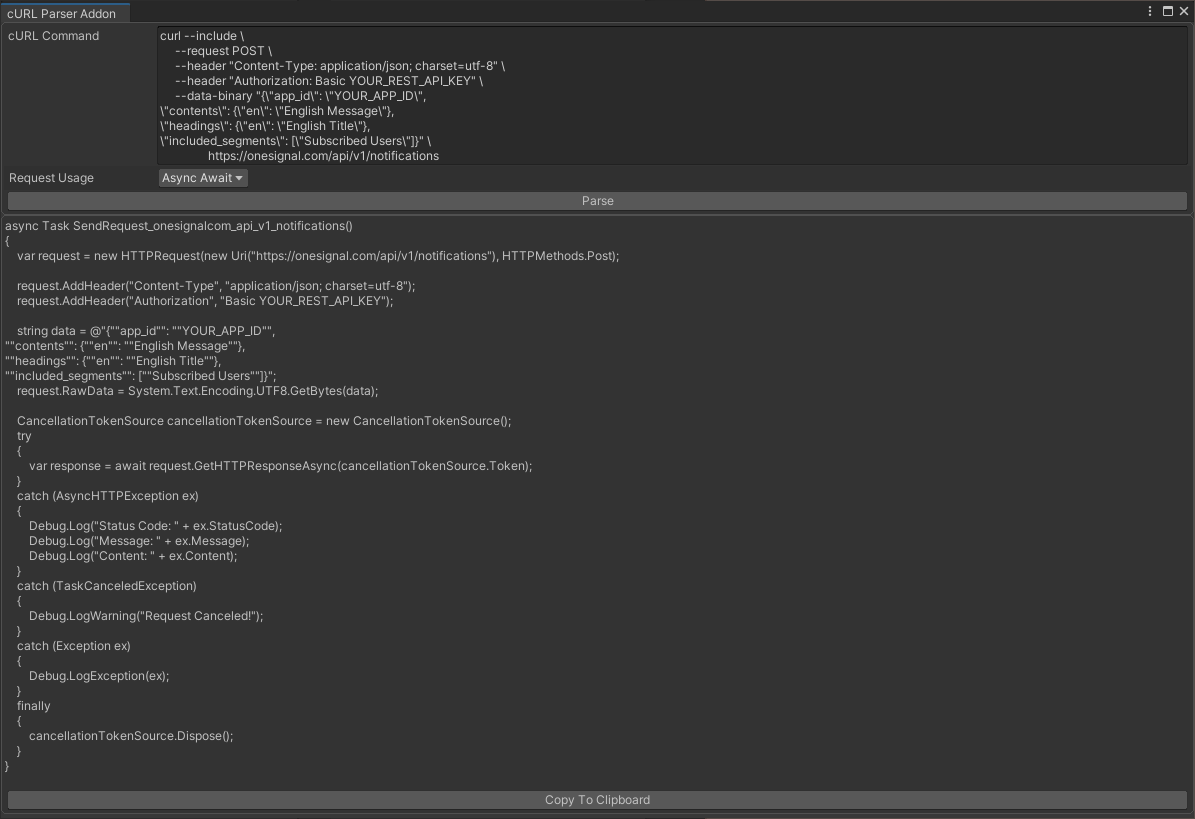 cURL Parser Addon
cURL Command
curl --include \
--request POST \
--header "Content-Type: application/json; charset=utf-8" \
--header "Authorization: Basic YOUR_REST_API_KEY" \
--data-binary "{\"app_id\": \"YOUR_APP_ID\",
\"contents\": {\"en\": \"English Message\"},
\"headings\": {\"en\": \"English Title\"},
\"included_segments\": [\"Subscribed Users\"]}" \
https://onesignal.com/api/v1/notifications
Request Usage
Async Await
Parse
async Task SendRequest_onesignalcom_api_v1_notifications()
{
var request = new HTTPRequest(new Uri("https://onesignal.com/api/v1/notifications"), HTTPMethods.Post);
request.AddHeader("Content-Type", "application/json; charset=utf-8");
request.AddHeader("Authorization", "Basic YOUR_REST_API_KEY");
string data = @"{""app_id"": ""YOUR_APP_ID"",
""contents"": {""en"": ""English Message""},
""headings"": {""en"": ""English Title""},
""included_segments"": [""Subscribed Users""]}";
request.RawData = System.Text.Encoding.UTF8.GetBytes(data);
CancellationTokenSource cancellationTokenSource = new CancellationTokenSource();
try
{
var response = await request.GetHTTPResponseAsync(cancellationTokenSource.Token);
}
catch (AsyncHTTPException ex)
{
Debug.Log("Status Code: " + ex.StatusCode);
Debug.Log("Message: " + ex.Message);
Debug.Log("Content: " + ex.Content);
}
catch (TaskCanceledException)
{
Debug.LogWarning("Request Canceled!");
}
catch (Exception ex)
{
Debug.LogException(ex);
}
finally
{
cancellationTokenSource.Dispose();
}
}
Copy To Clipboard